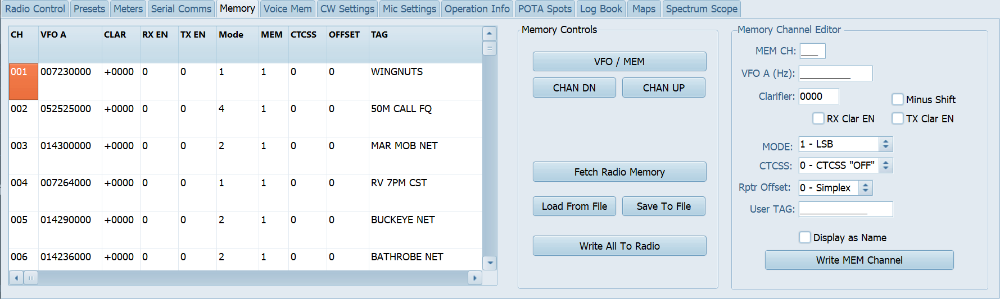 Radio Control Presets Meters Serial Comms Memory Voice Mem CW Settings Mic Settings Operation Info POTA Spots Log Book Maps Spectrum Scope
CH VFO A CLAR RX EN TX EN Mode MEM CTCSS OFFSET TAG
001 007230000 +0000 0 0 1 1 0 0 WINGNUTS
002 052525000 +0000 0 0 4 1 0 0 50M CALL FQ
003 014300000 +0000 0 0 2 1 0 0 MAR MOB NET
004 007264000 +0000 0 0 1 1 0 0 RV 7PM CST
005 014290000 +0000 0 0 2 1 0 0 BUCKEYE NET
006 014236000 +0000 0 0 2 1 0 0 BATHROBE NET
Memory Controls
VFO / MEM
CHAN DN CHAN UP
Fetch Radio Memory
Load From File Save To File
Write All To Radio
Memory Channel Editor
MEM CH: ___
VFO A (Hz): _________
Clarifier: 0000
Minus Shift
RX Clar EN TX Clar EN
MODE: 1 - LSB
CTCSS: 0 - CTCSS "OFF"
Rptr Offset: 0 - Simplex
User TAG: ____________
Display as Name
Write MEM Channel